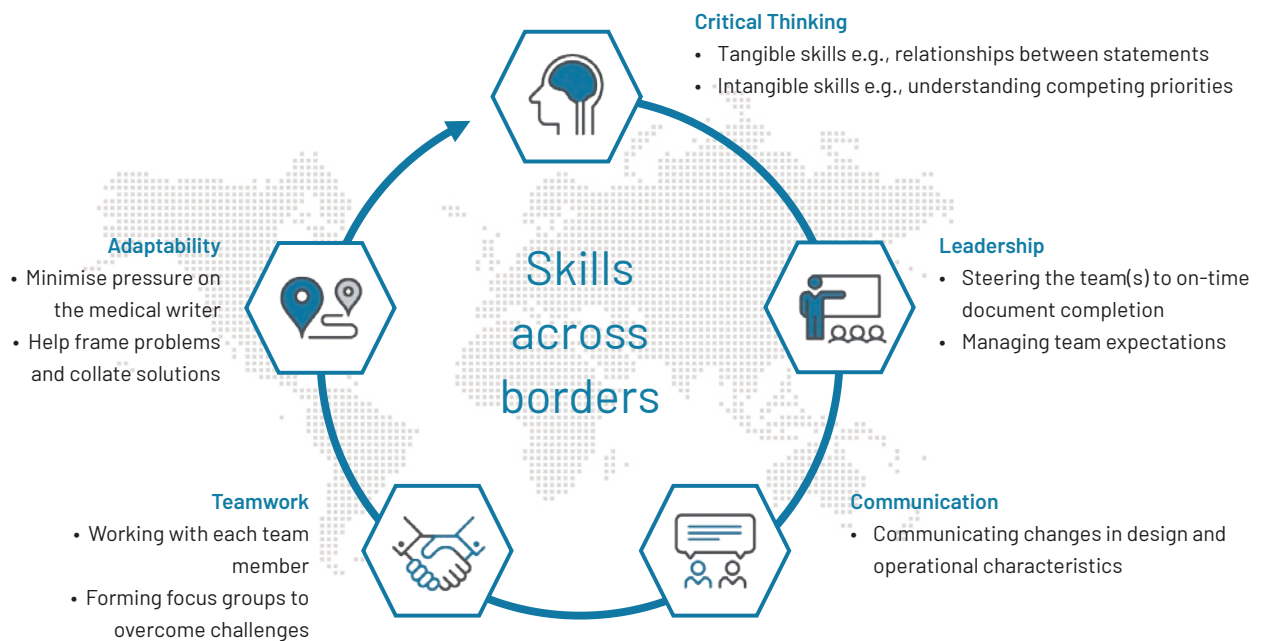 Critical Thinking
• Tangible skills e.g., relationships between statements
• Intangible skills e.g., understanding competing priorities
Leadership
• Steering the team(s) to on-time
document completion
• Managing team expectations
Communication
• Communicating changes in design and
operational characteristics
Teamwork
• Working with each team
member
• Forming focus groups to
overcome challenges
Adaptability
• Minimise pressure on
the medical writer
• Help frame problems
and collate solutions
Skills
across
borders